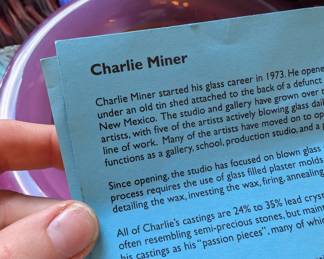 Charlie Miner
Charlie Miner started his glass career in 1973. He opene
under an old tin shed attached to the back of a defunct
New Mexico. The studio and gallery have grown over t
artists, with five of the artists actively blowing glass dail
line of work. Many of the artists have moved on to op
functions as a gallery, school, production studio, and a p
Since opening, the studio has focused on blown glass
process requires the use of glass filled plaster molds
detailing the wax, investing the wax, firing, annealing
All of Charlie's castings are 24% to 35% lead cryst
often resembling semi-precious stones, but maint
his castings as his "passion pieces", many of whi